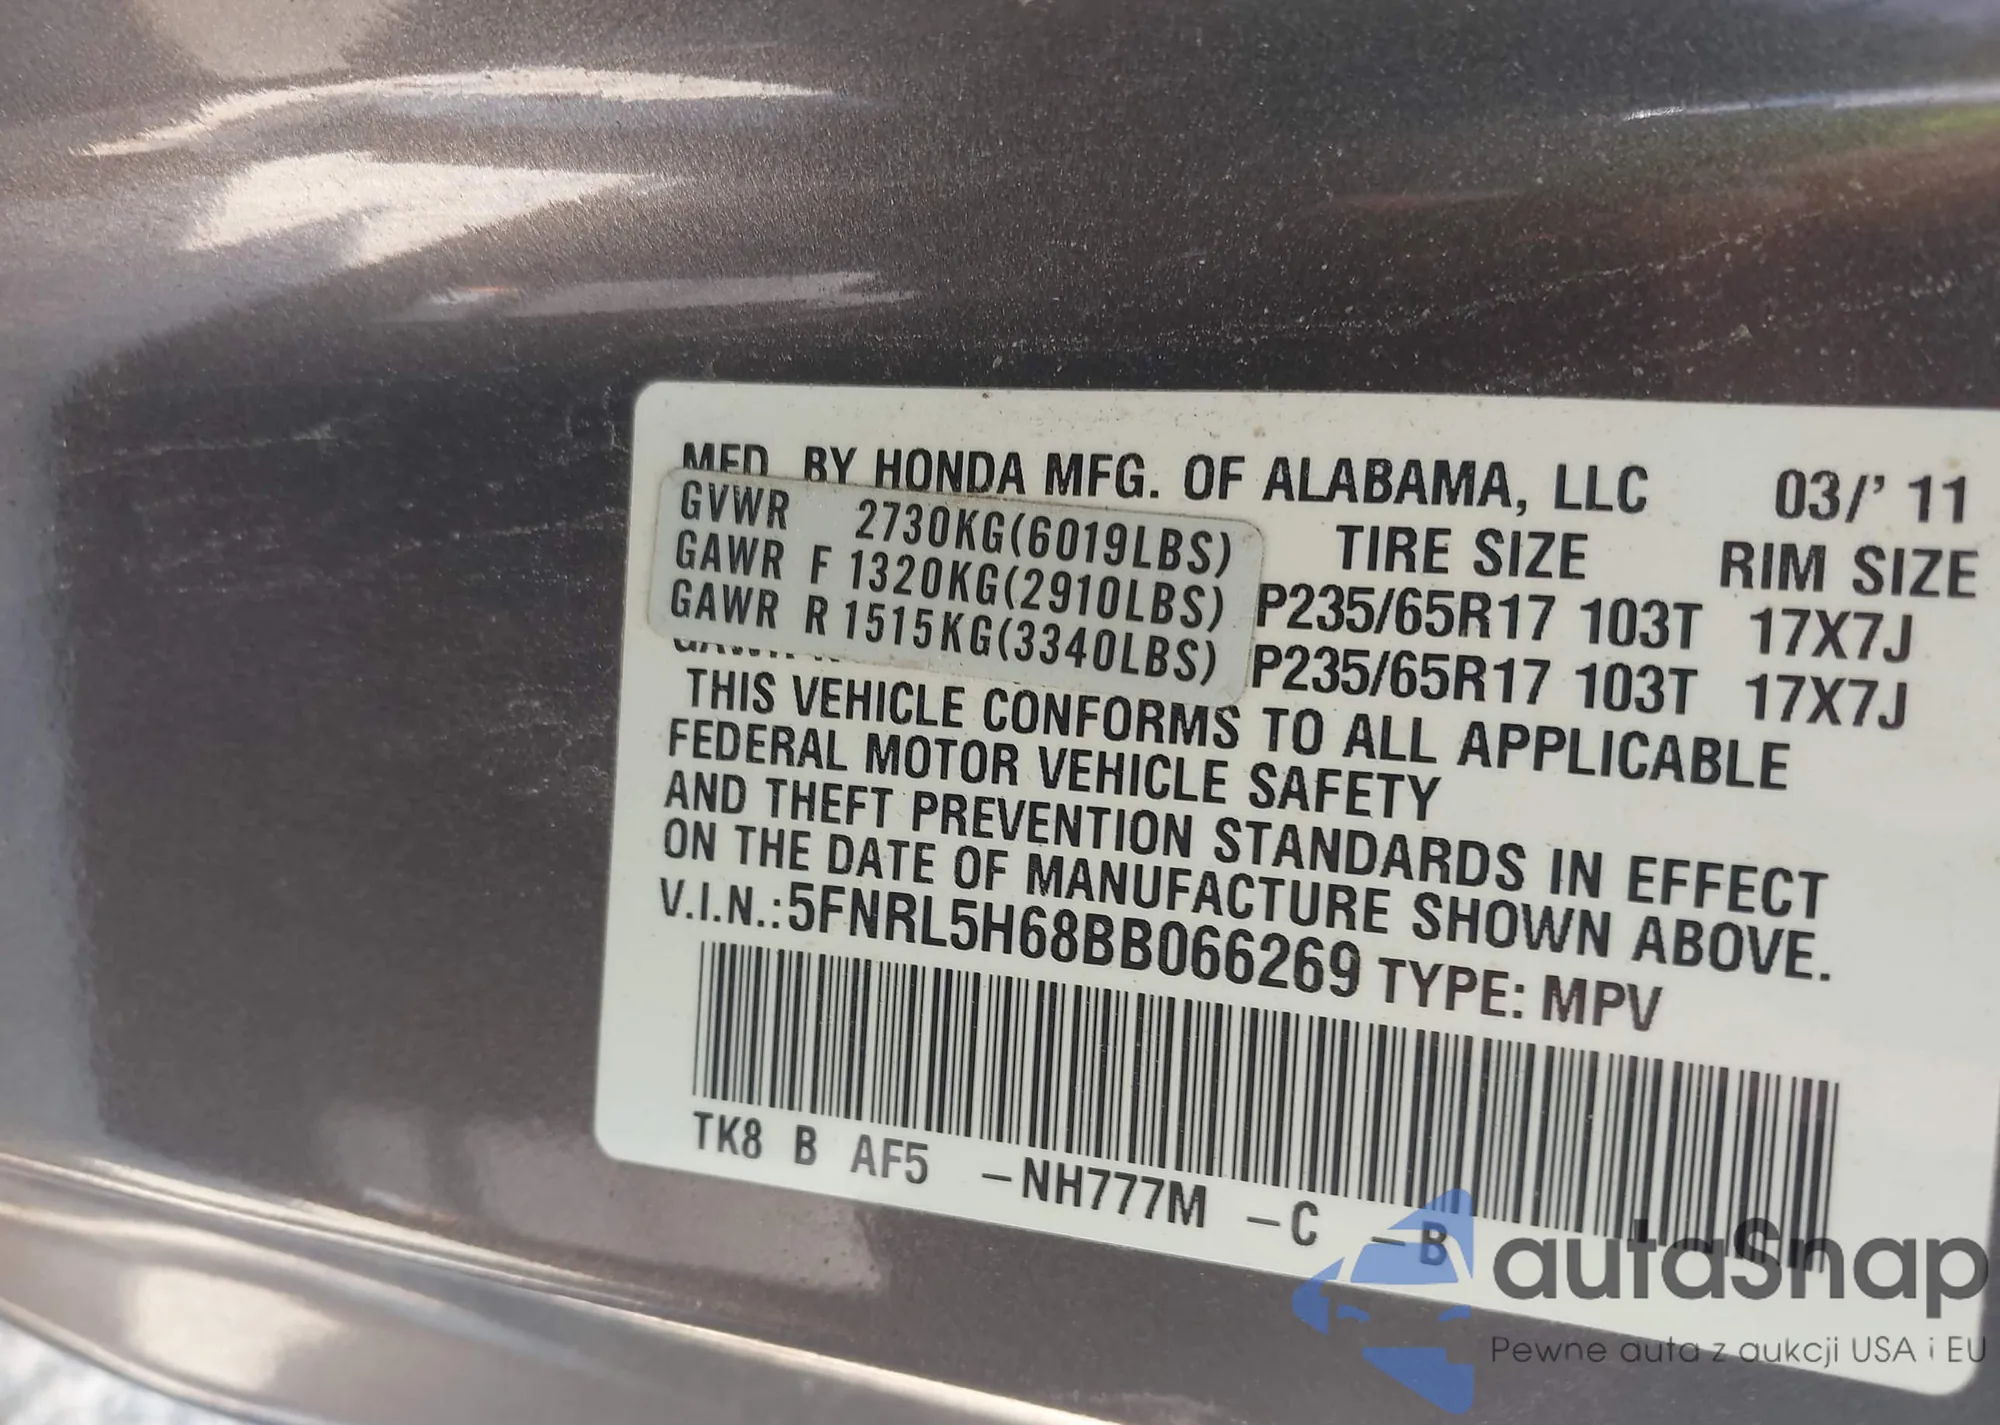 MFD. BY HONDA MFG. OF ALABAMA, LLC 03/' 11
GVWR 2730KG(6019LBS) TIRE SIZE RIM SIZE
GAWR F 1320KG(2910LBS) P235/65R17 103T 17X7J
GAWR R 1515KG(3340LBS) P235/65R17 103T 17X7J
THIS VEHICLE CONFORMS TO ALL APPLICABLE
FEDERAL MOTOR VEHICLE SAFETY
AND THEFT PREVENTION STANDARDS IN EFFECT
ON THE DATE OF MANUFACTURE SHOWN ABOVE.
V.I.N.:5FNRL5H68BB066269 TYPE: MPV
TK8 B AF5 -NH777M -C -B
autaSnap
Pewne auta z aukcji USA i EU